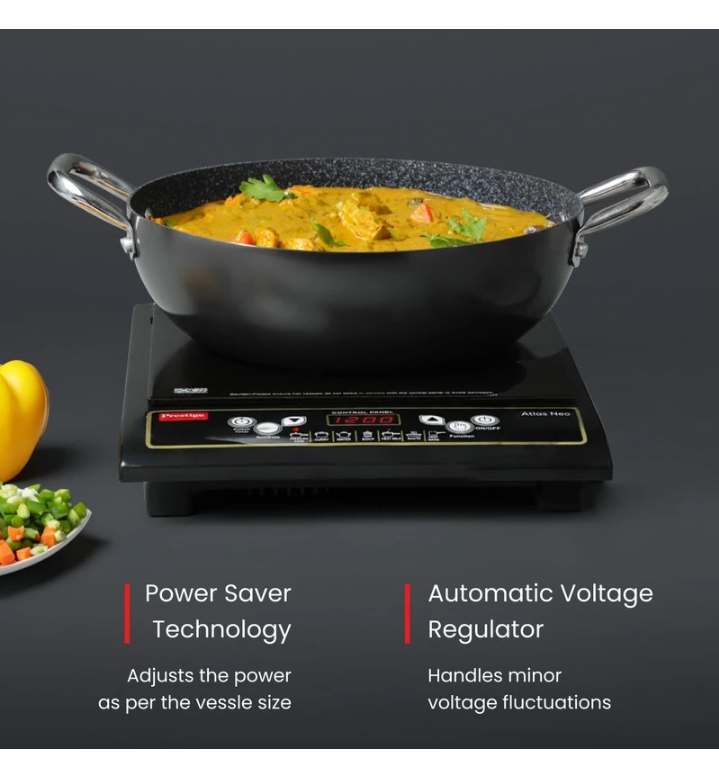 Prestige
CONTROL PANEL
1200
Atlas Neo
ON/OFF
Function
Power Saver
Technology
Adjusts the power
as per the vessle size
Automatic Voltage
Regulator
Handles minor
voltage fluctuations